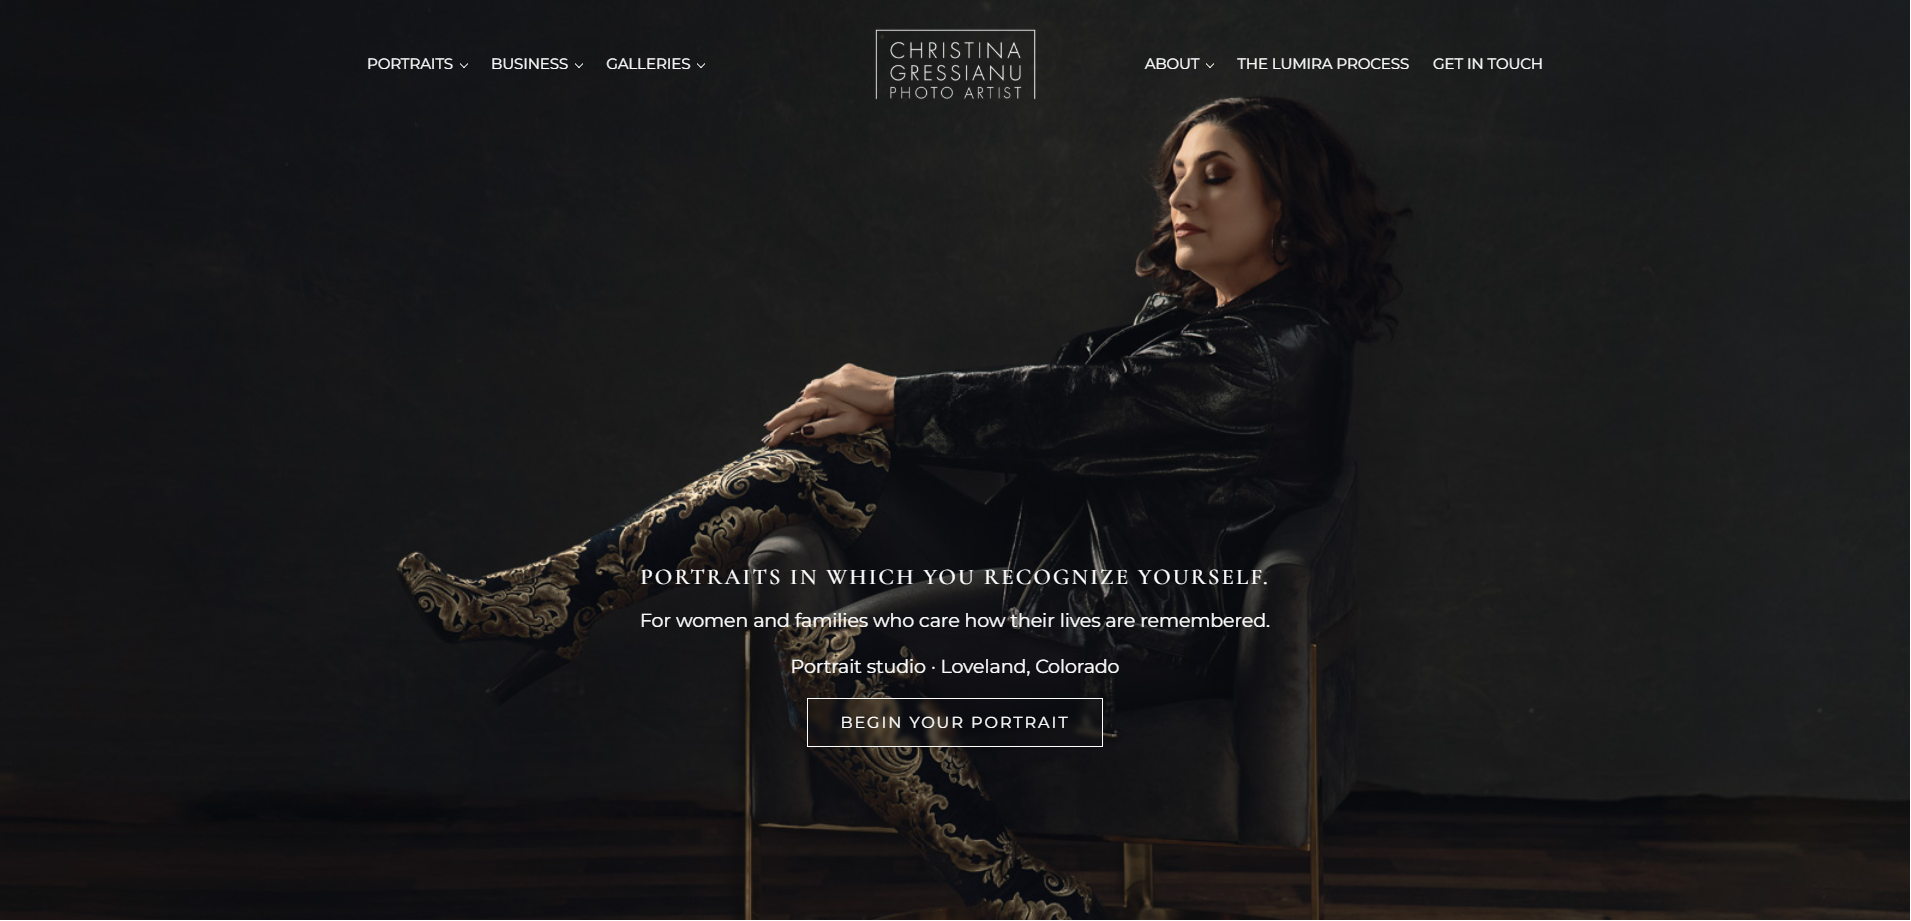 PORTRAITS
BUSINESS
GALLERIES
CHRISTINA
GRESSIANU
PHOTO ARTIST
ABOUT
THE LUMIRA PROCESS
GET IN TOUCH
PORTRAITS IN WHICH YOU RECOGNIZE YOURSELF.
For women and families who care how their lives are remembered.
Portrait studio · Loveland, Colorado
BEGIN YOUR PORTRAIT